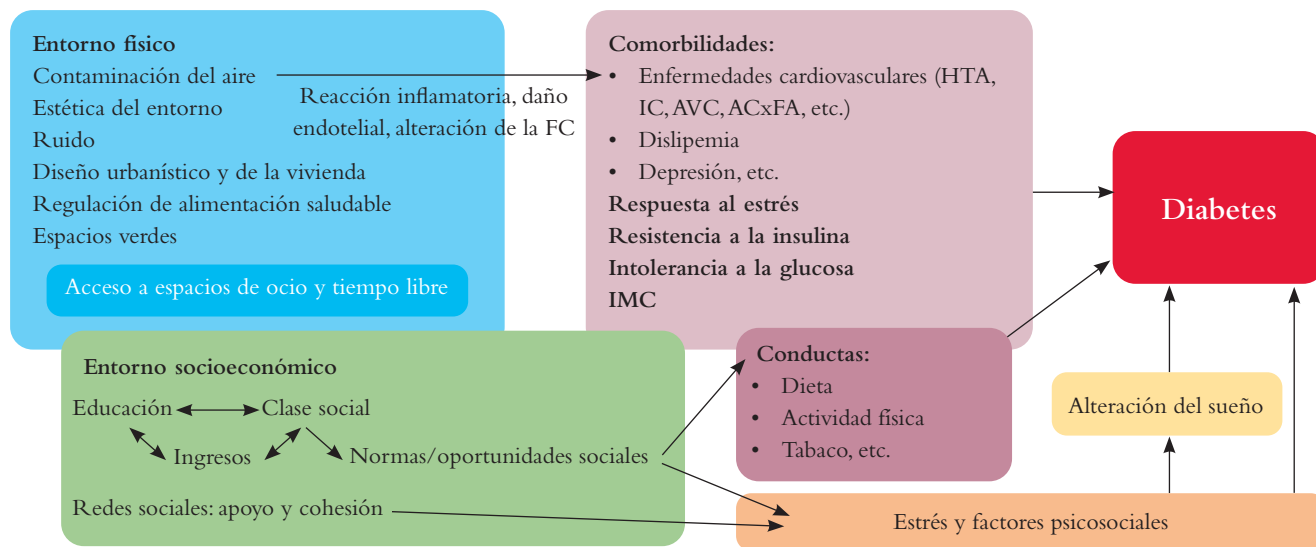 Entorno físico
Contaminación del aire
Estética del entorno
Ruido
Diseño urbanístico y de la vivienda
Regulación de alimentación saludable
Espacios verdes
Acceso a espacios de ocio y tiempo libre
Reacción inflamatoria, daño
endotelial, alteración de la FC
Comorbilidades:
• Enfermedades cardiovasculares (HTA,
IC, AVC, ACxFA, etc.)
• Dislipemia
• Depresión, etc.
Respuesta al estrés
Resistencia a la insulina
Intolerancia a la glucosa
IMC
Diabetes
Entorno socioeconómico
Educación
Clase social
Ingresos
Normas/oportunidades sociales
Redes sociales: apoyo y cohesión
Conductas:
• Dieta
• Actividad física
• Tabaco, etc.
Alteración del sueño
Estrés y factores psicosociales